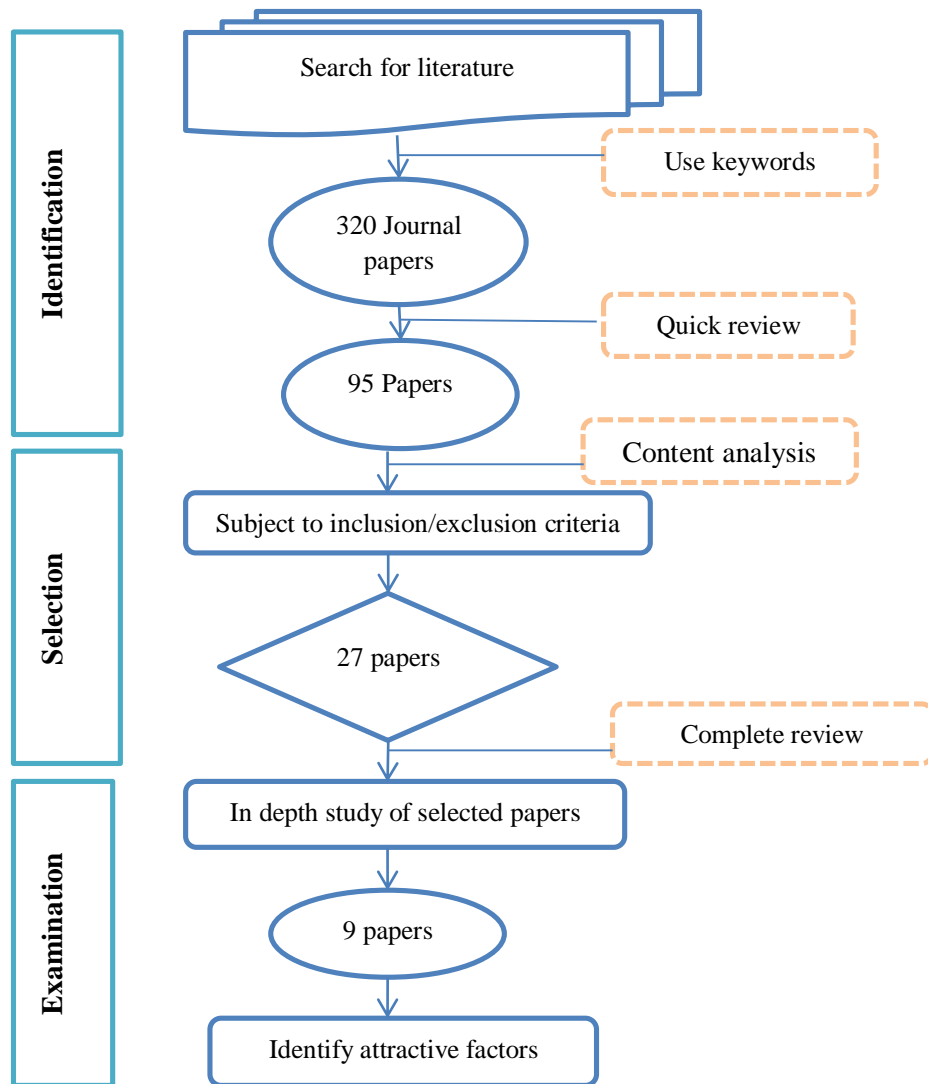 Identification
Search for literature
Use keywords
320 Journal
papers
Quick review
95 Papers
Content analysis
Selection
Subject to inclusion/exclusion criteria
27 papers
Complete review
Examination
In depth study of selected papers
9 papers
Identify attractive factors